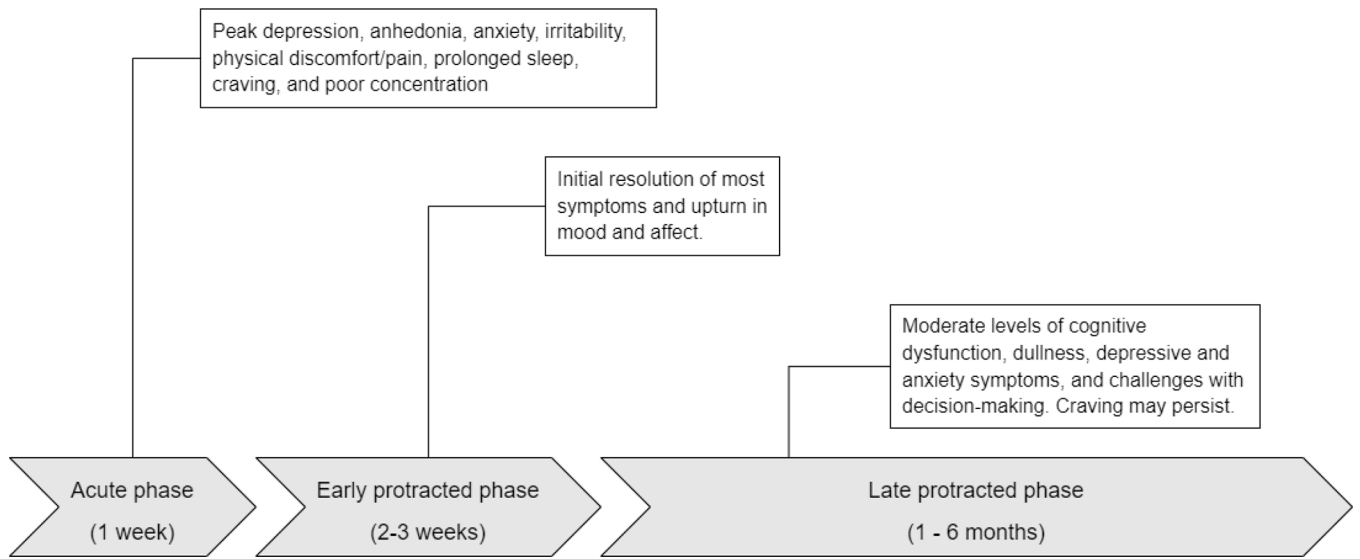 Peak depression, anhedonia, anxiety, irritability,
physical discomfort/pain, prolonged sleep,
craving, and poor concentration
Initial resolution of most
symptoms and upturn in
mood and affect.
Moderate levels of cognitive
dysfunction, dullness, depressive and
anxiety symptoms, and challenges with
decision-making. Craving may persist.
Acute phase
(1 week)
Early protracted phase
(2-3 weeks)
Late protracted phase
(1 - 6 months)